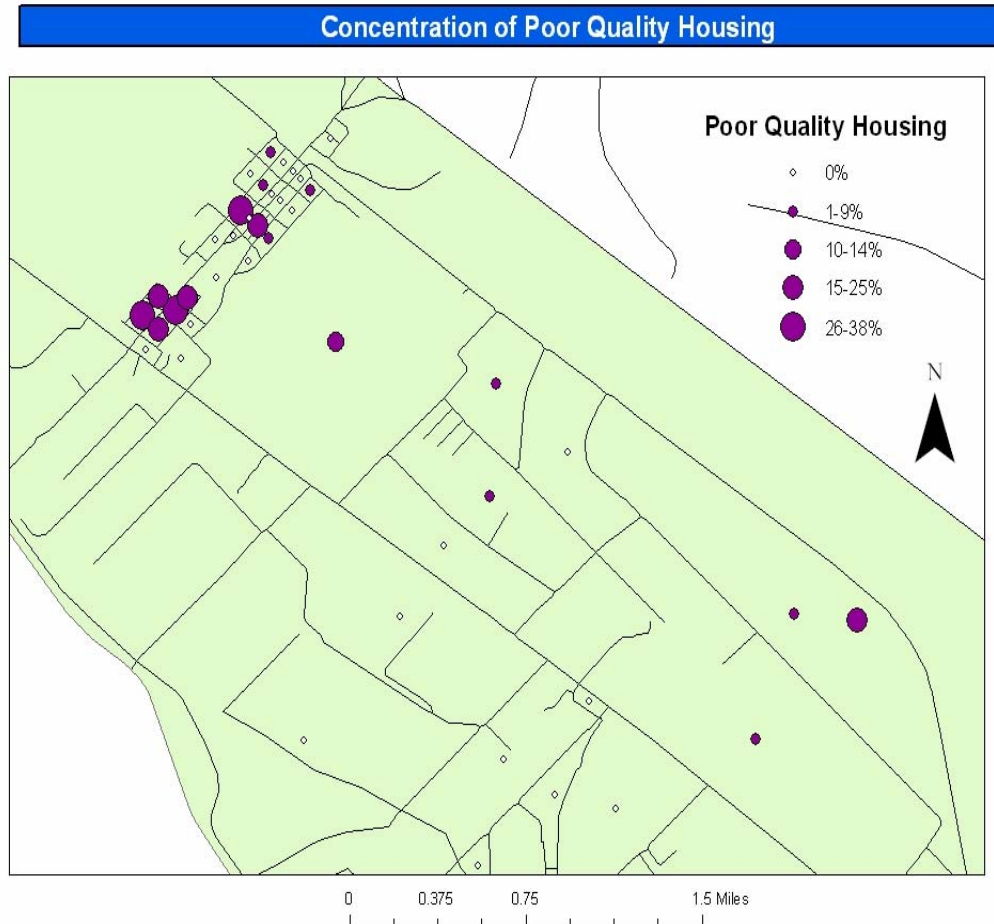 Concentration of Poor Quality Housing
Poor Quality Housing
0%
1-9%
10-14%
15-25%
26-38%
N
0 0.375 0.75 1.5 Miles